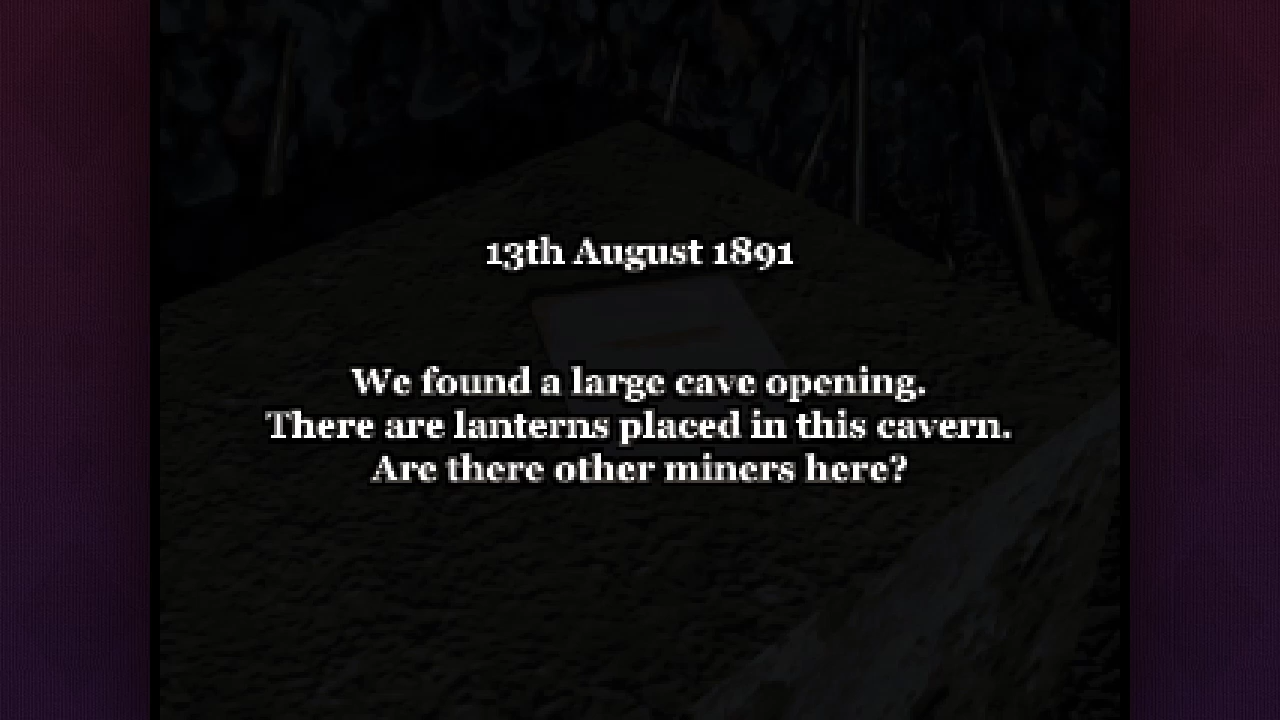 13th August 1891
We found a large cave opening.
There are lanterns placed in this cavern.
Are there other miners here?